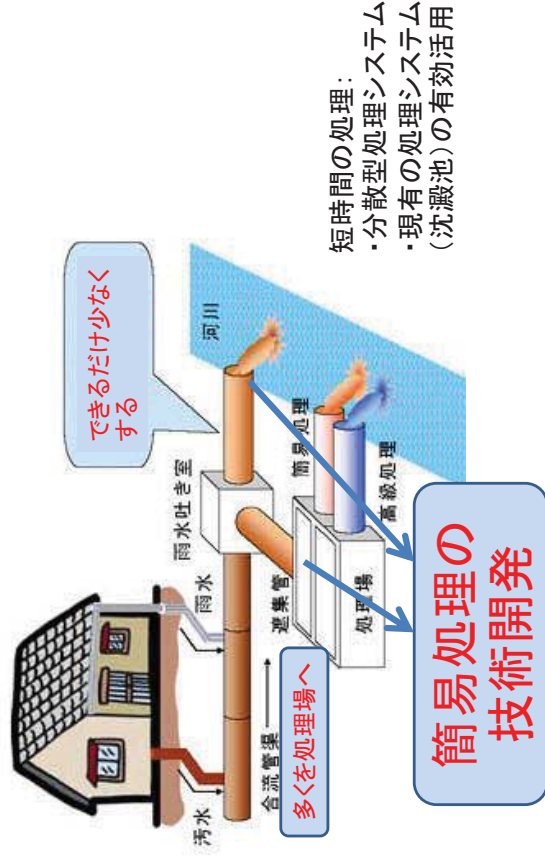 できるだけ少なく
する
汚水
雨水
雨水吐き室
河川
合流管渠
遮集管
簡易処理
高級処理
処理場
多くを処理場へ
簡易処理の
技術開発
短時間の処理:
・分散型処理システム
・現有の処理システム
(沈澱池)の有効活用